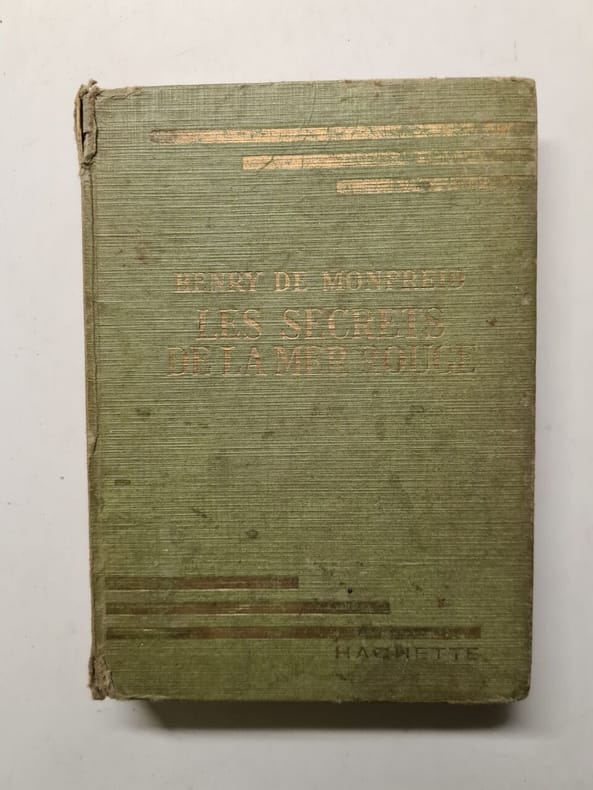 HENRY DE MONFREID
LES SECRETS
DE LA MER ROUGE
HACHETTE